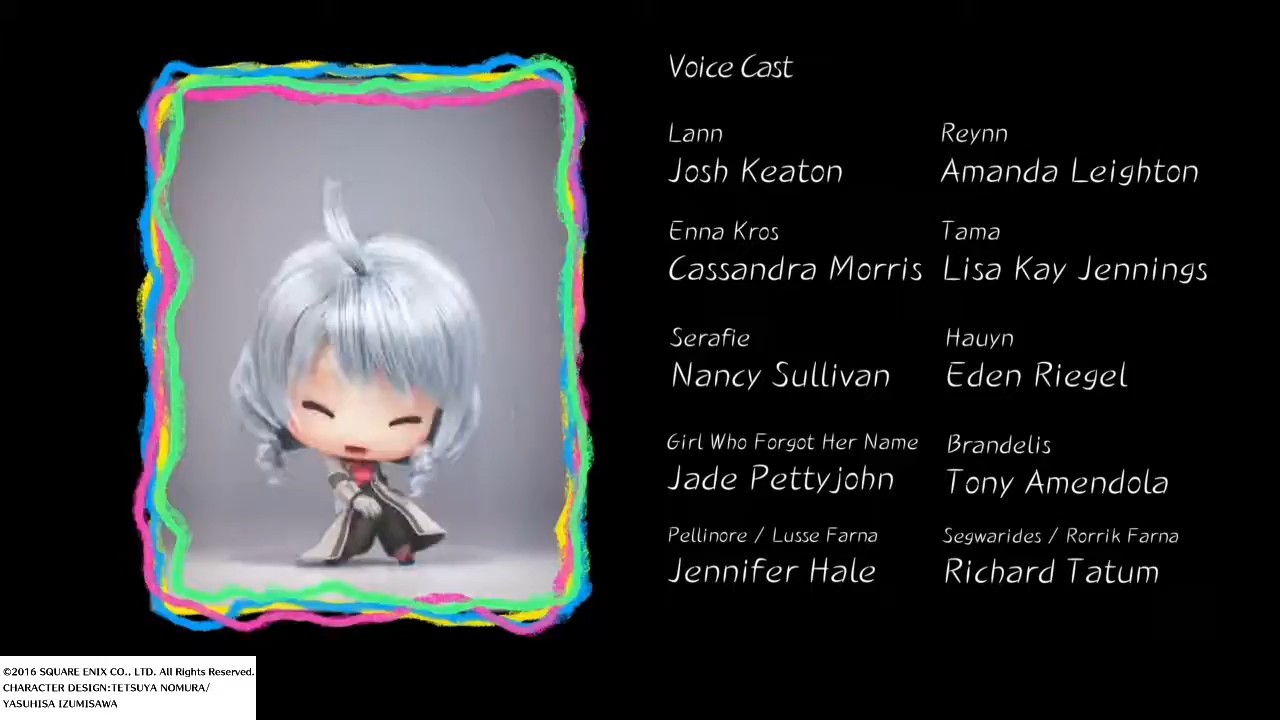 Voice Cast
Lann
Josh Keaton
Reynn
Amanda Leighton
Enna Kros
Cassandra Morris
Tama
Lisa Kay Jennings
Serafie
Nancy Sullivan
Hauyn
Eden Riegel
Girl Who Forgot Her Name
Jade Pettyjohn
Brandelis
Tony Amendola
Pellinore / Lusse Farna
Jennifer Hale
Segwarides / Rorrik Farna
Richard Tatum
©2016 SQUARE ENIX CO., LTD. All Rights Reserved.
CHARACTER DESIGN:TETSUYA NOMURA/
YASUHISA IZUMISAWA